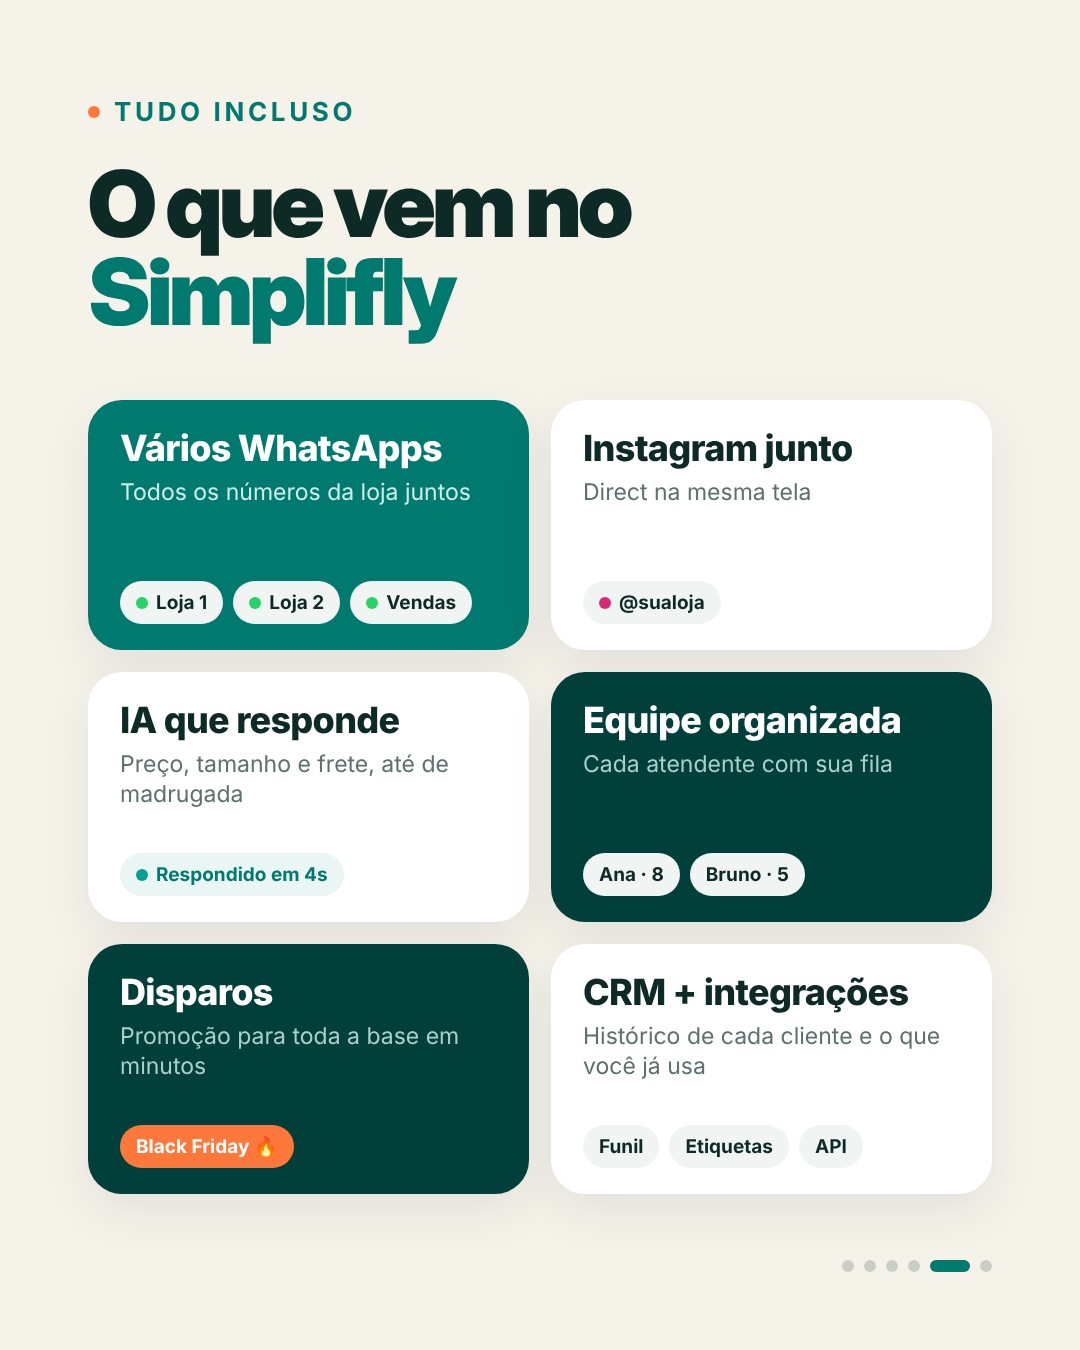 TUDO INCLUSO
O que vem no
Simplifly
Vários WhatsApps
Todos os números da loja juntos
Loja 1
Loja 2
Vendas
Instagram junto
Direct na mesma tela
@sualoja
IA que responde
Preço, tamanho e frete, até de
madrugada
Respondido em 4s
Equipe organizada
Cada atendente com sua fila
Ana · 8
Bruno · 5
Disparos
Promoção para toda a base em
minutos
Black Friday 🔥
CRM + integrações
Histórico de cada cliente e o que
você já usa
Funil
Etiquetas
API